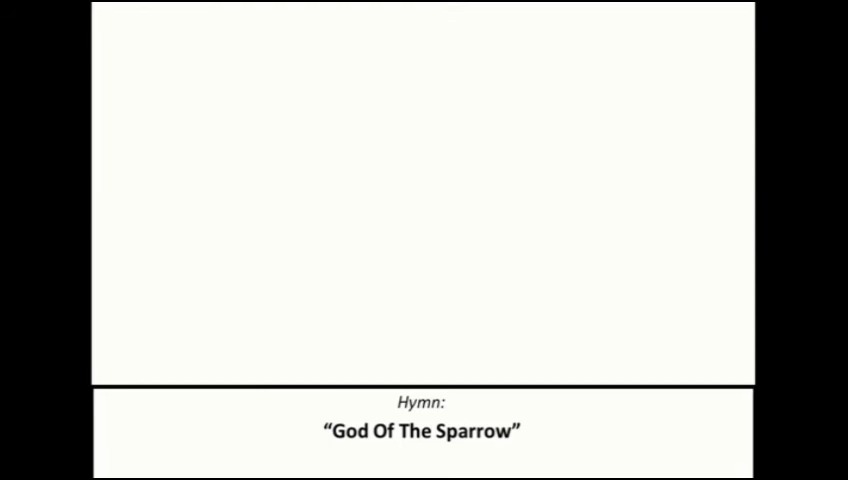 Hymn:
“God Of The Sparrow”